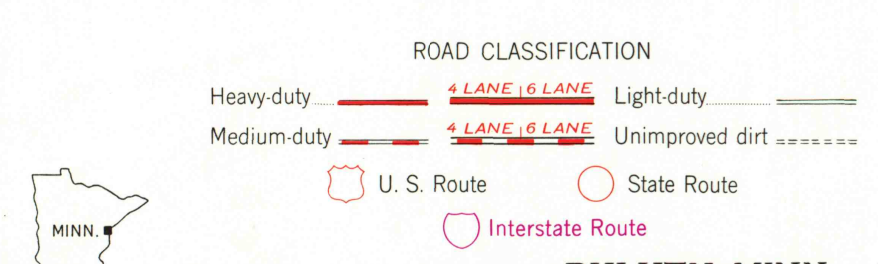 ROAD CLASSIFICATION
Heavy-duty 4 LANE 6 LANE Light-duty
Medium-duty 4 LANE 6 LANE Unimproved dirt
U. S. Route State Route
Interstate Route
MINN.